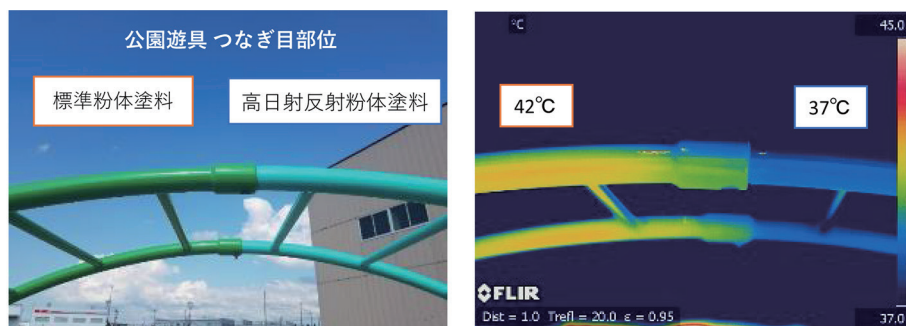 公園遊具 つなぎ目部位
標準粉体塗料
高日射反射粉体塗料
℃
45.0
42℃
37℃
FLIR
Dist = 1.0 Trefl = 20.0 ε = 0.95
37.0